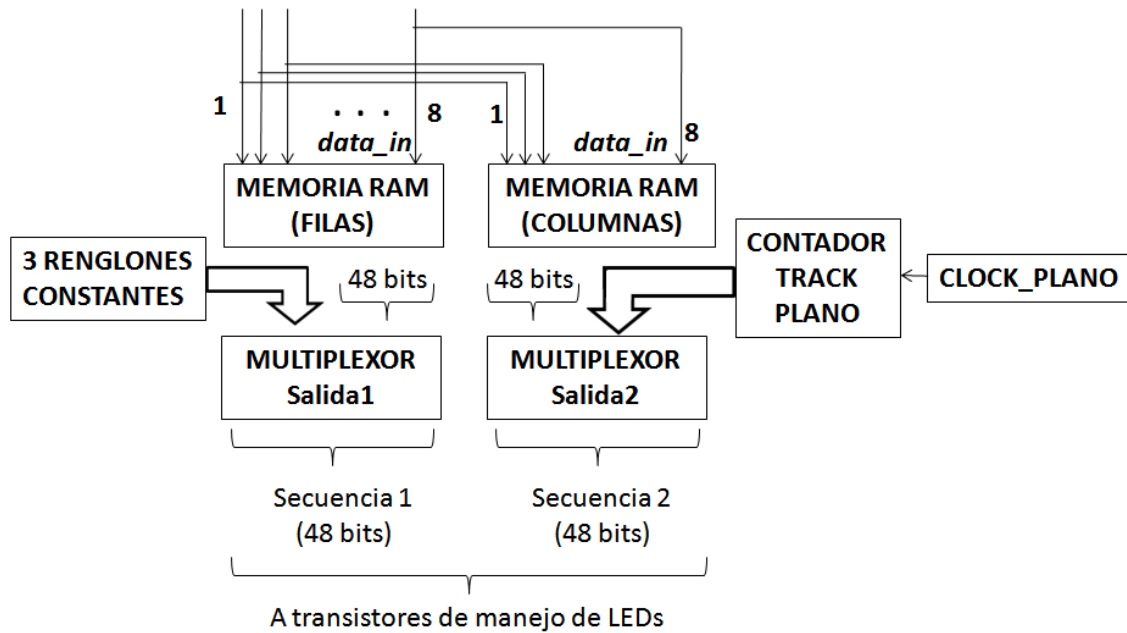 1
. . .
8
1
8
data_in
data_in
MEMORIA RAM
(FILAS)
MEMORIA RAM
(COLUMNAS)
3 RENGLONES
CONSTANTES
48 bits
48 bits
CONTADOR
TRACK
PLANO
CLOCK_PLANO
MULTIPLEXOR
Salida1
MULTIPLEXOR
Salida2
Secuencia 1
(48 bits)
Secuencia 2
(48 bits)
A transistores de manejo de LEDs